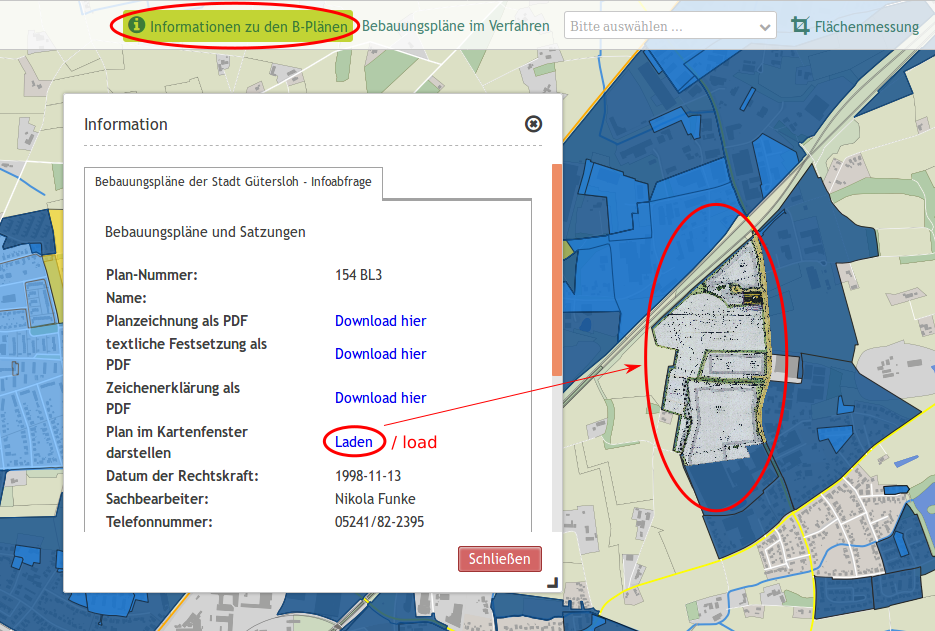 Informationen zu den B-Plänen Bebauungspläne im Verfahren Bitte auswählen ... Flächenmessung
Information
Bebauungspläne der Stadt Gütersloh - Infoabfrage
Bebauungspläne und Satzungen
Plan-Nummer: 154 BL3
Name:
Planzeichnung als PDF Download hier
textliche Festsetzung als
PDF Download hier
Zeichenerklärung als
PDF Download hier
Plan im Kartenfenster
darstellen Laden / load
Datum der Rechtskraft: 1998-11-13
Sachbearbeiter: Nikola Funke
Telefonnummer: 05241/82-2395
Schließen